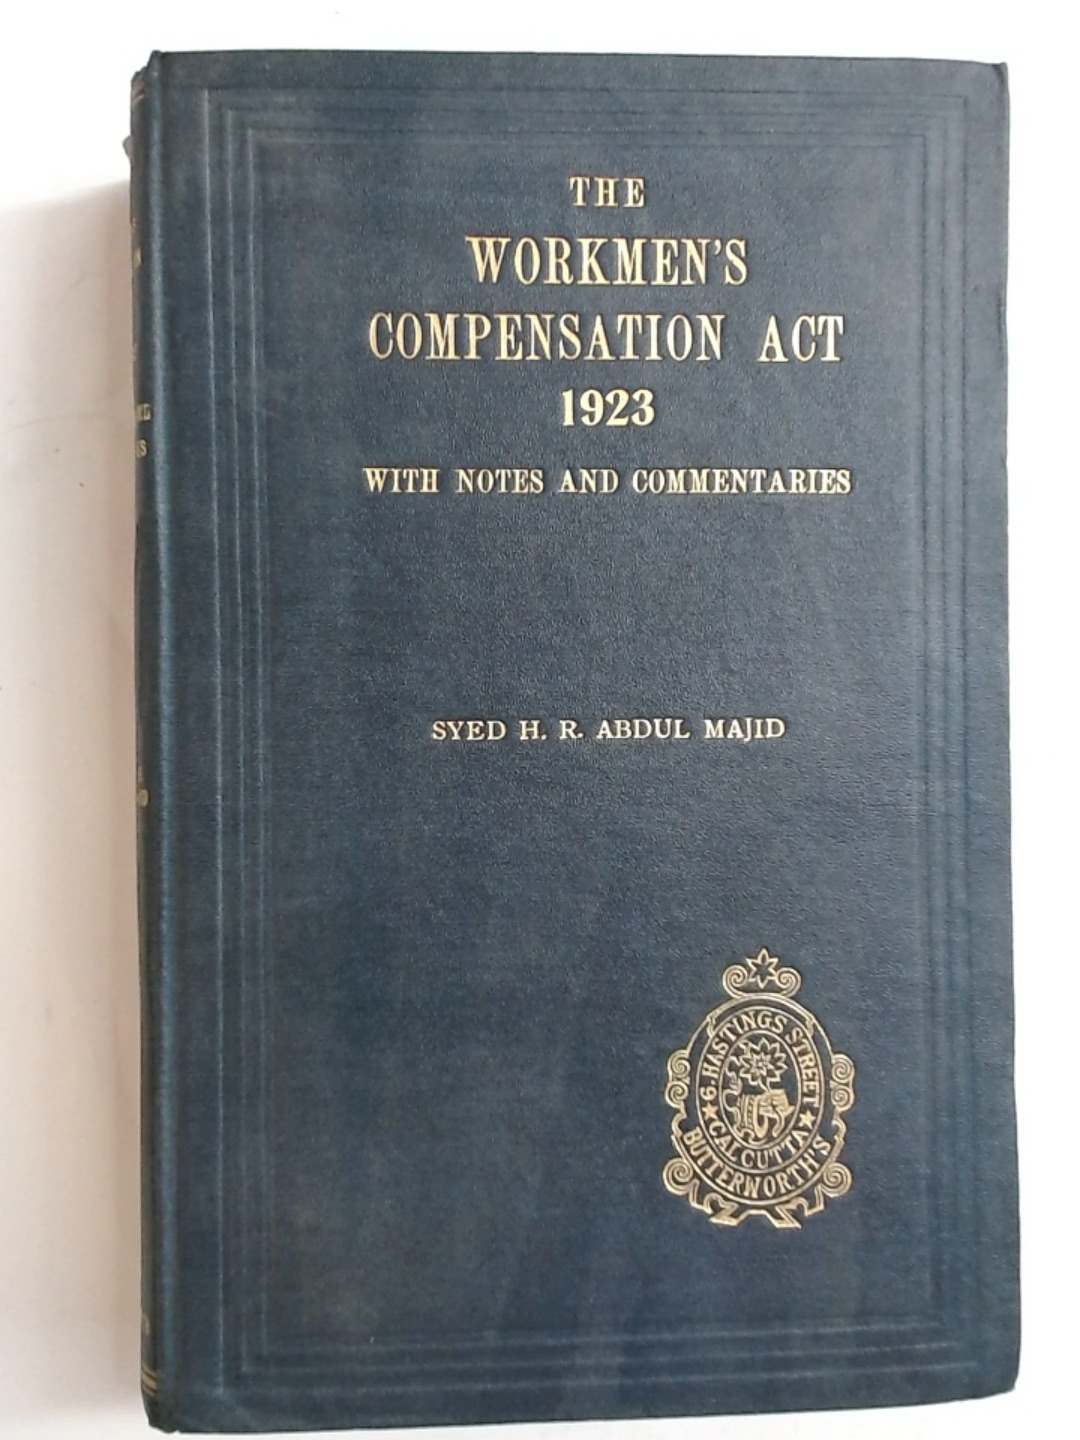 THE
WORKMEN'S
COMPENSATION ACT
1923
WITH NOTES AND COMMENTARIES
SYED H. R. ABDUL MAJID
6. HASTINGS STREET
CALCUTTA
BUTTERWORTH'S